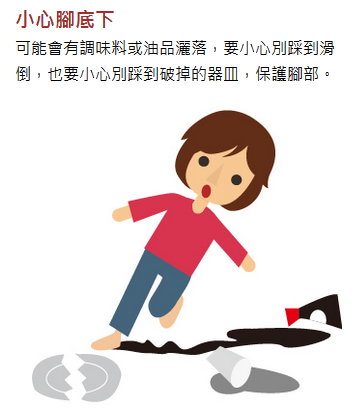 小心腳底下
可能會有調味料或油品灑落，要小心別踩到滑
倒，也要小心別踩到破掉的器皿，保護腳部。